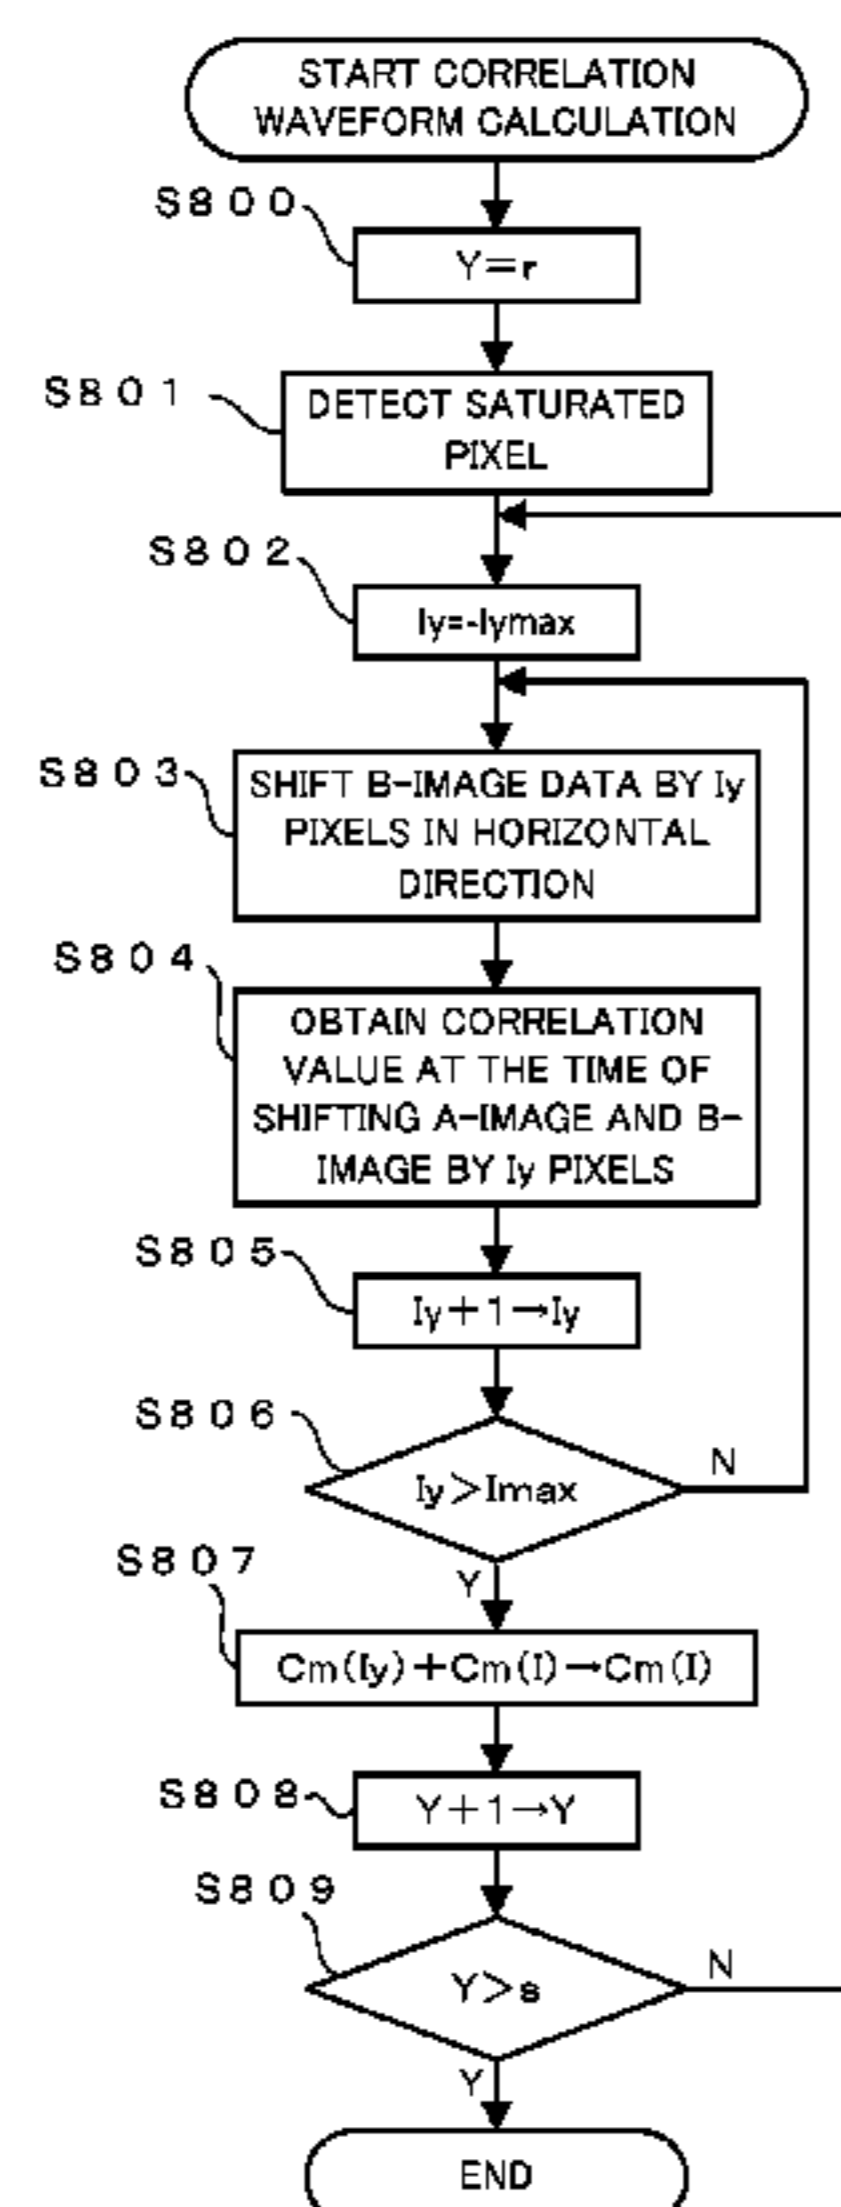 START CORRELATION
WAVEFORM CALCULATION
S800
Y=r
S801
DETECT SATURATED
PIXEL
S802
Iy=-Iymax
S803
SHIFT B-IMAGE DATA BY Iy
PIXELS IN HORIZONTAL
DIRECTION
S804
OBTAIN CORRELATION
VALUE AT THE TIME OF
SHIFTING A-IMAGE AND B-
IMAGE BY Iy PIXELS
S805
Iy+1→Iy
S806
Iy>Imax
N
Y
S807
Cm(Iy)+Cm(I)→Cm(I)
S808
Y+1→Y
S809
Y>s
N
Y
END